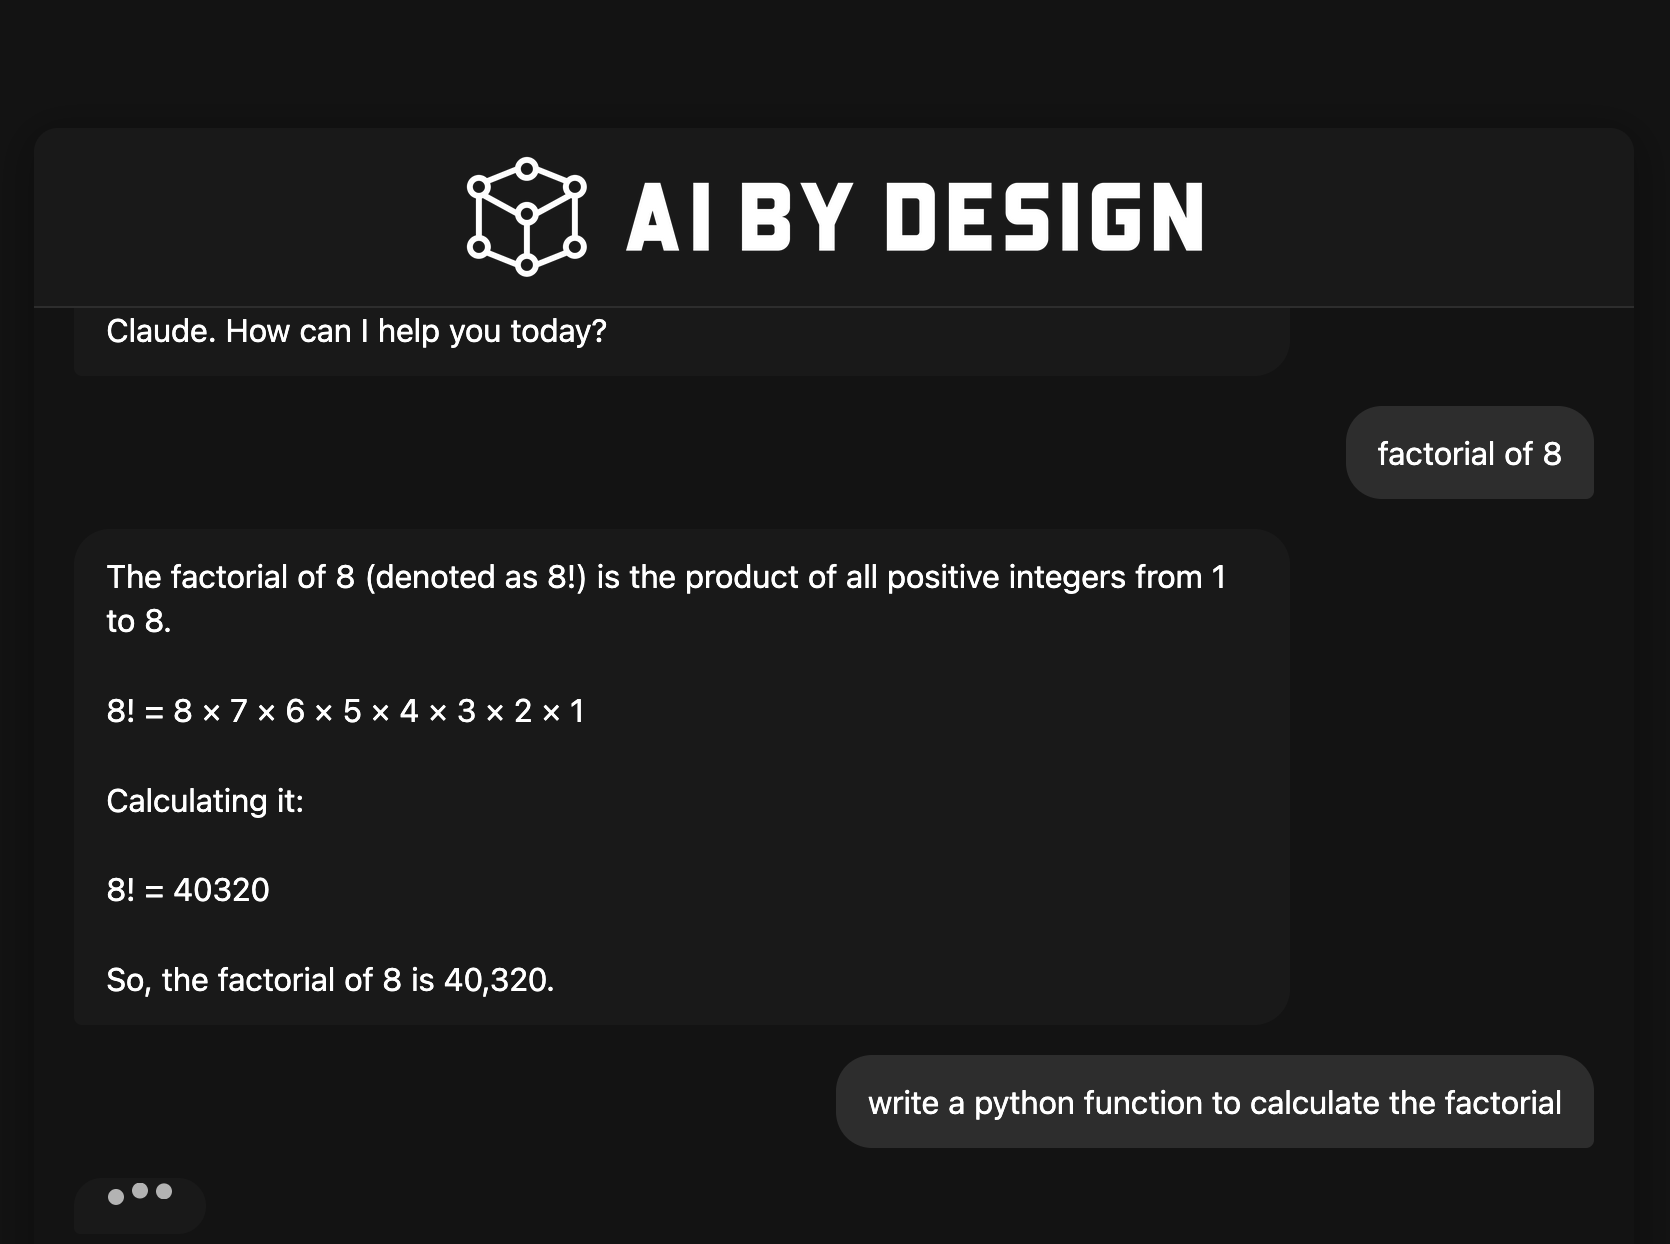 AI BY DESIGN
Claude. How can I help you today?
factorial of 8
The factorial of 8 (denoted as 8!) is the product of all positive integers from 1
to 8.
8! = 8 × 7 × 6 × 5 × 4 × 3 × 2 × 1
Calculating it:
8! = 40320
So, the factorial of 8 is 40,320.
write a python function to calculate the factorial